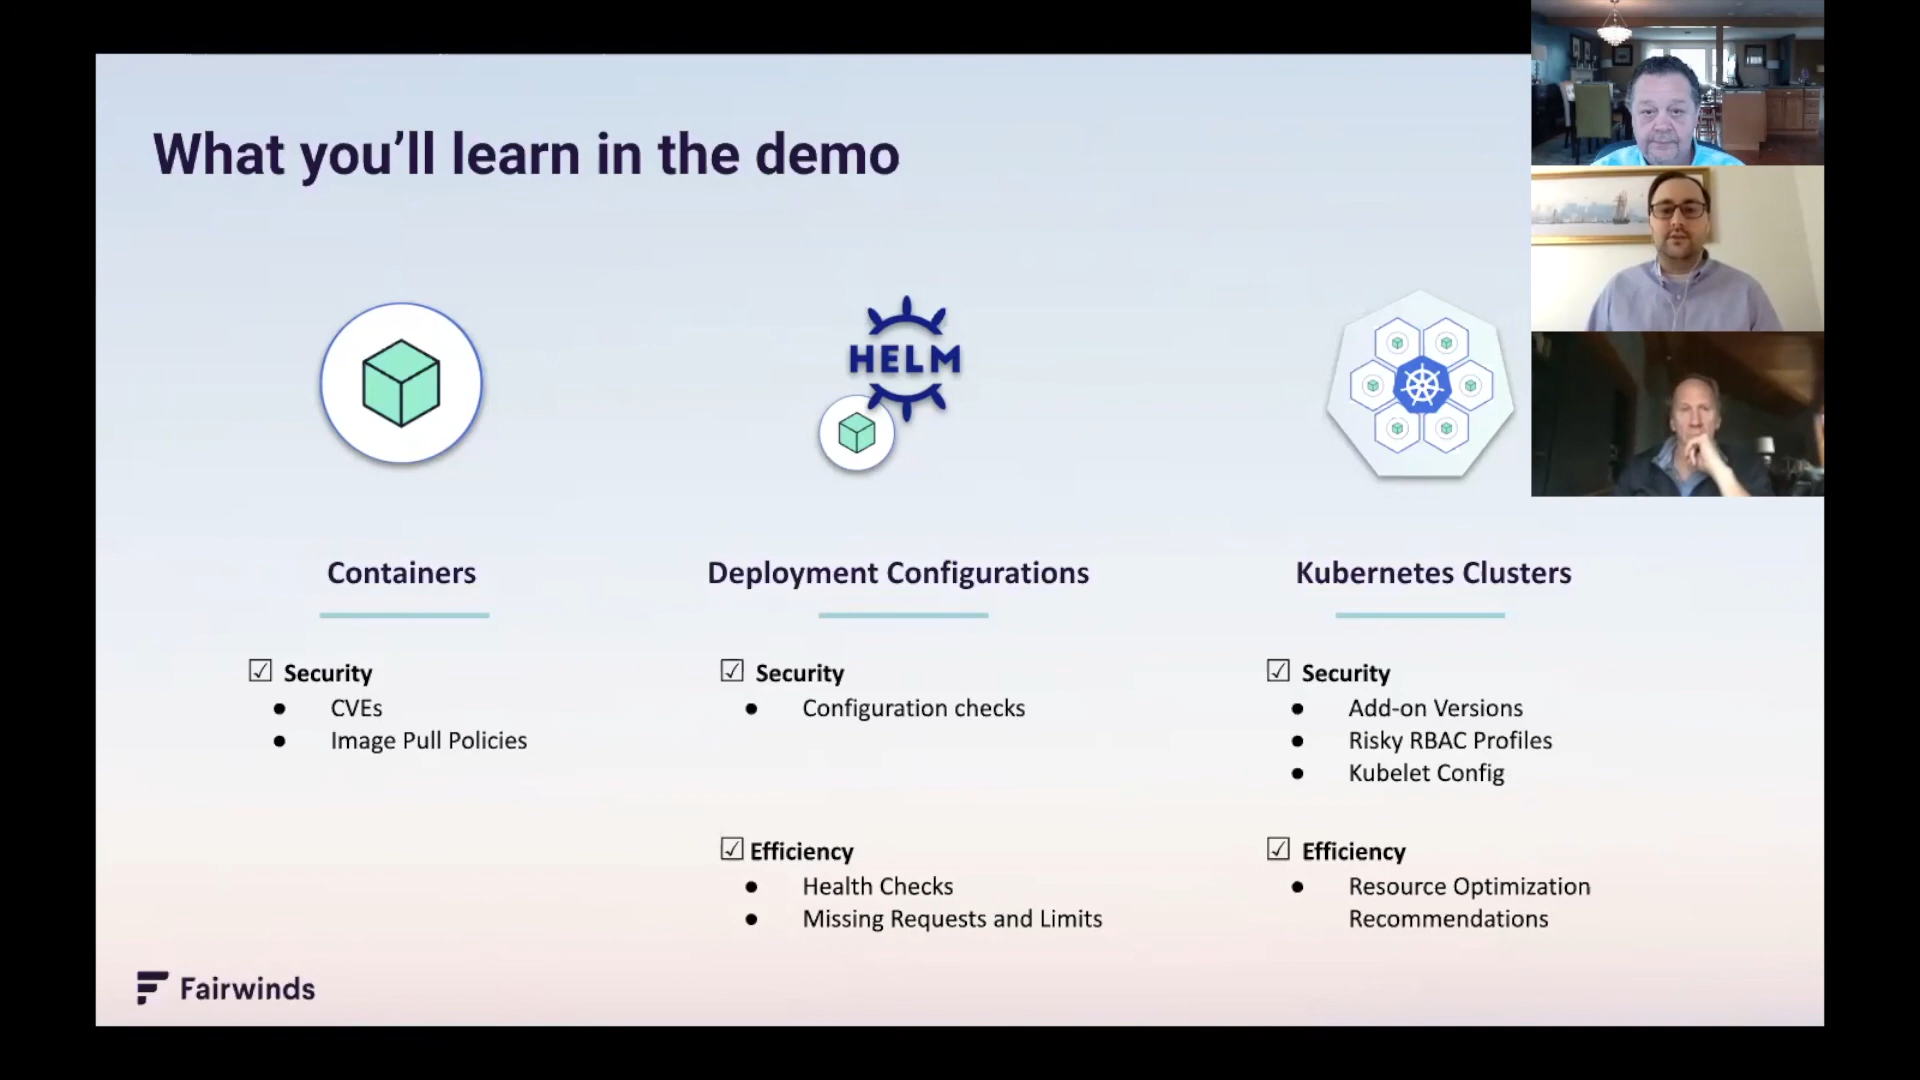 What you’ll learn in the demo
HELM
Containers
☑ Security
● CVEs
● Image Pull Policies
Deployment Configurations
☑ Security
● Configuration checks
☑ Efficiency
● Health Checks
● Missing Requests and Limits
Kubernetes Clusters
☑ Security
● Add-on Versions
● Risky RBAC Profiles
● Kubelet Config
☑ Efficiency
● Resource Optimization
Recommendations
Fairwinds